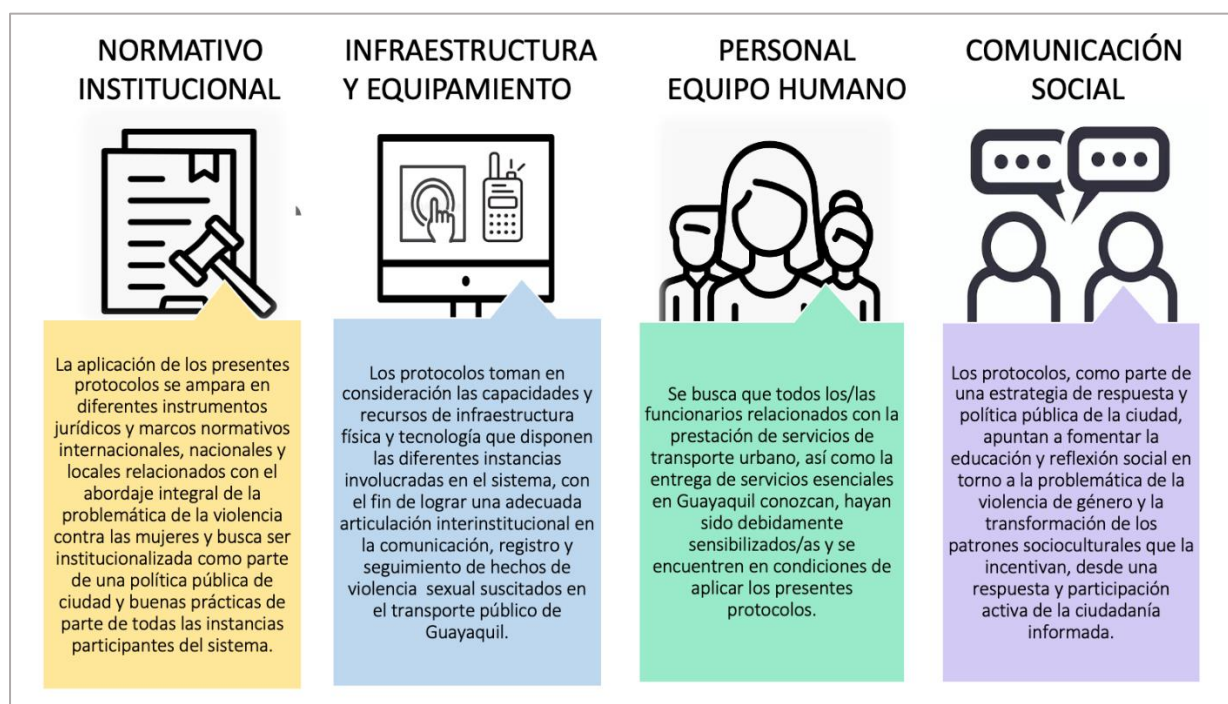 NORMATIVO
INSTITUCIONAL
La aplicación de los presentes
protocolos se ampara en
diferentes instrumentos
jurídicos y marcos normativos
internacionales, nacionales y
locales relacionados con el
abordaje integral de la
problemática de la violencia
contra las mujeres y busca ser
institucionalizada como parte
de una política pública de
ciudad y buenas prácticas de
parte de todas las instancias
participantes del sistema.
INFRAESTRUCTURA
Y EQUIPAMIENTO
Los protocolos toman en
consideración las capacidades y
recursos de infraestructura
física y tecnología que disponen
las diferentes instancias
involucradas en el sistema, con
el fin de lograr una adecuada
articulación interinstitucional en
la comunicación, registro y
seguimiento de hechos de
violencia sexual suscitados en
el transporte público de
Guayaquil.
PERSONAL
EQUIPO HUMANO
Se busca que todos los/las
funcionarios relacionados con la
prestación de servicios de
transporte urbano, así como la
entrega de servicios esenciales
en Guayaquil conozcan, hayan
sido debidamente
sensibilizados/as y se
encuentren en condiciones de
aplicar los presentes
protocolos.
COMUNICACIÓN
SOCIAL
Los protocolos, como parte de
una estrategia de respuesta y
política pública de la ciudad,
apuntan a fomentar la
educación y reflexión social en
torno a la problemática de la
violencia de género y la
transformación de los
patrones socioculturales que la
incentivan, desde una
respuesta y participación
activa de la ciudadanía
informada.